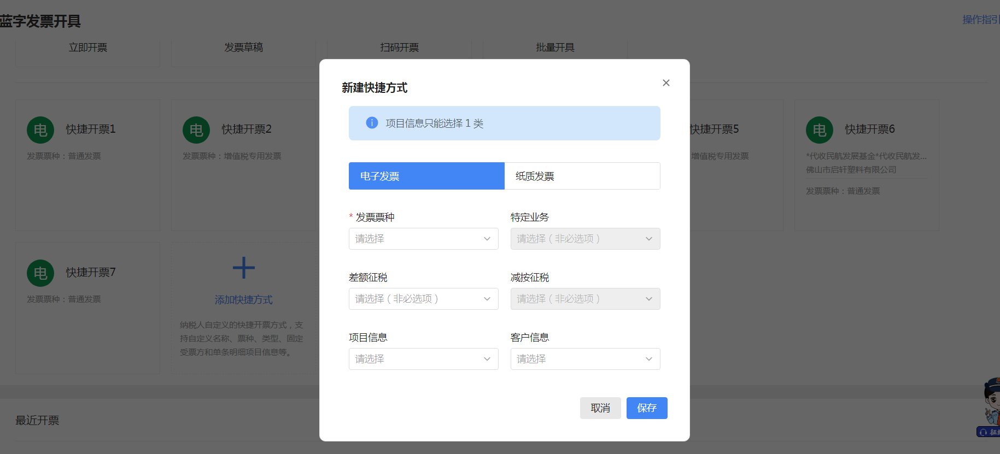 蓝字发票开具
操作指引
立即开票
发票草稿
扫码开票
批量开具
电 快捷开票1
发票票种：普通发票
电 快捷开票2
发票票种：增值税专用发票
快捷开票5
增值税专用发票
电 快捷开票6
*代收民航发展基金*代收民航发...
佛山市启轩塑料有限公司
发票票种：普通发票
电 快捷开票7
发票票种：普通发票
添加快捷方式
纳税人自定义的快捷开票方式，支
持自定义名称、票种、类型、固定
受票方和单条明细项目信息等。
最近开票
新建快捷方式
项目信息只能选择 1 类
电子发票
纸质发票
* 发票票种
请选择
特定业务
请选择（非必选项）
差额征税
请选择（非必选项）
减按征税
请选择（非必选项）
项目信息
请选择
客户信息
请选择
取消
保存
征